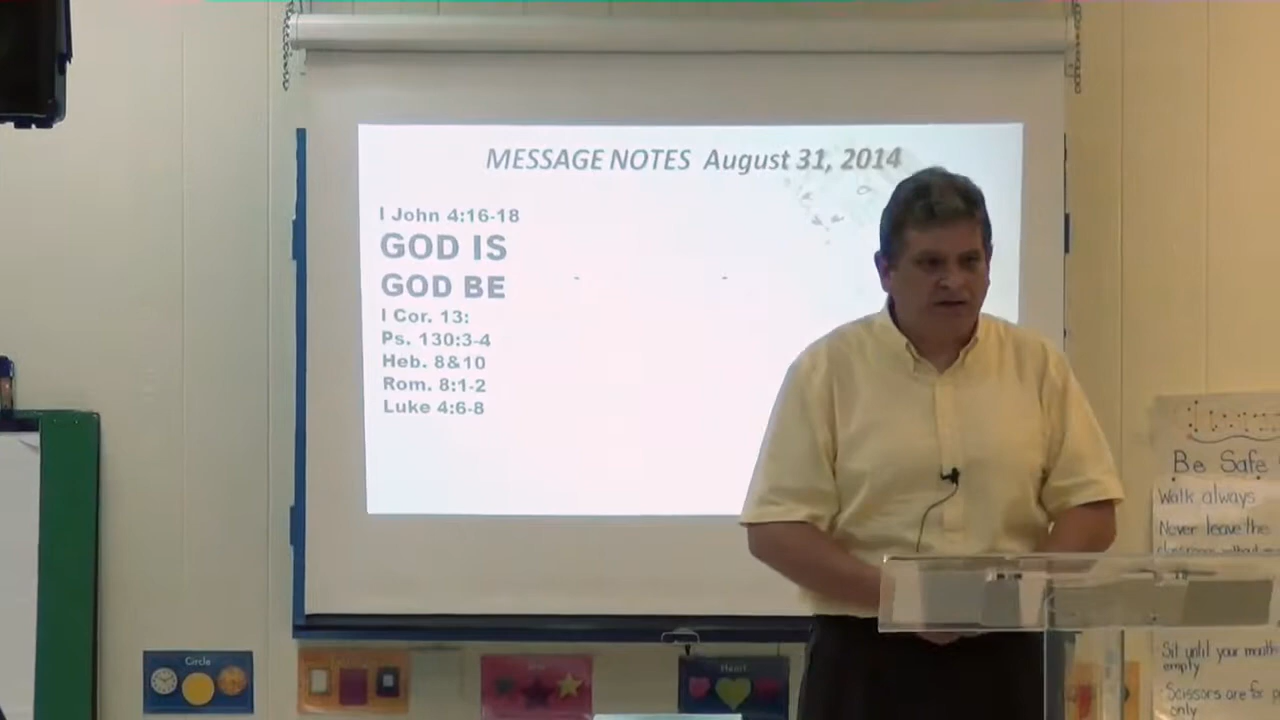 MESSAGE NOTES August 31, 2014
I John 4:16-18
GOD IS
GOD BE
I Cor. 13:
Ps. 130:3-4
Heb. 8&10
Rom. 8:1-2
Luke 4:6-8
Be Safe
Walk always
Never leave the
Sit until your mouth
empty
Scissors are for
only
Circle
Heart